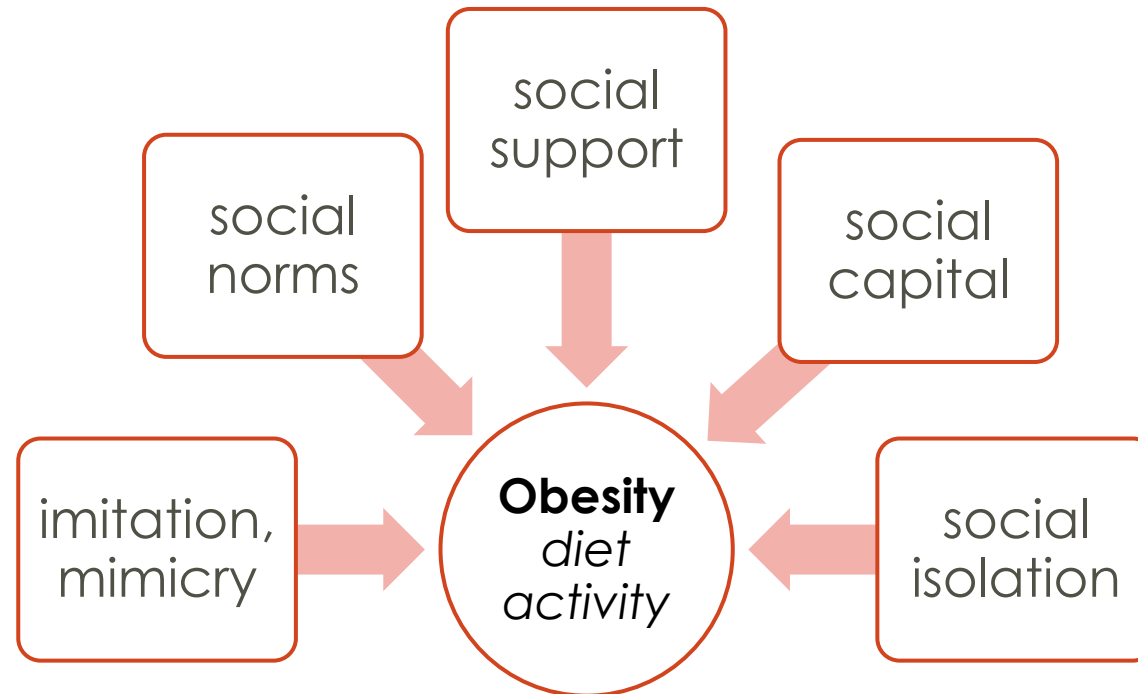 social
support
social
norms
social
capital
imitation,
mimicry
Obesity
diet
activity
social
isolation